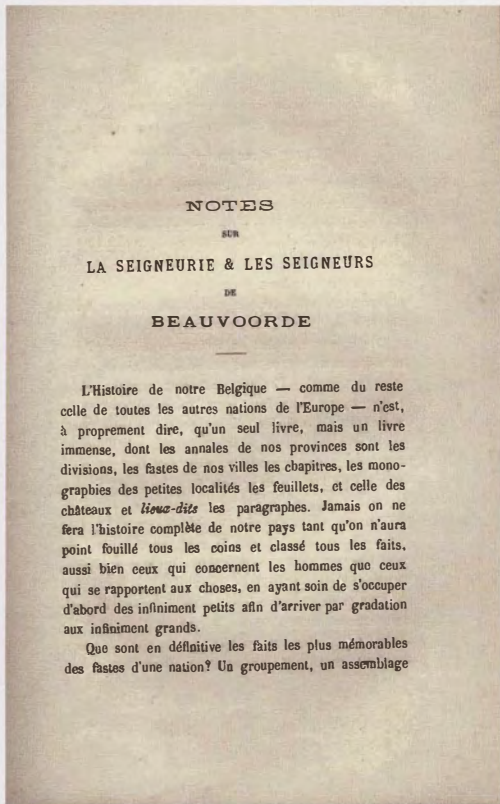 NOTES
SUR
LA SEIGNEURIE & LES SEIGNEURS
DE
BEAUVOORDE
L'Histoire de notre Belgique — comme du reste
celle de toutes les autres nations de l'Europe — n'est,
à proprement dire, qu'un seul livre, mais un livre
immense, dont les annales de nos provinces sont les
divisions, les fastes de nos villes les chapitres, les mono-
graphies des petites localités les feuillets, et celle des
châteaux et lieux-dits les paragraphes. Jamais on ne
fera l'histoire complète de notre pays tant qu'on n'aura
point fouillé tous les coins et classé tous les faits,
aussi bien ceux qui concernent les hommes que ceux
qui se rapportent aux choses, en ayant soin de s'occuper
d'abord des infiniment petits afin d'arriver par gradation
aux infiniment grands.
Que sont en définitive les faits les plus mémorables
des fastes d'une nation? Un groupement, un assemblage